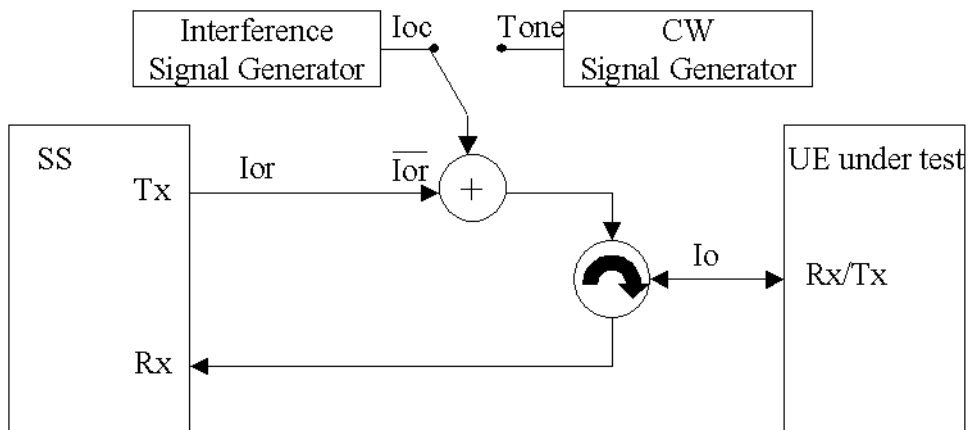 Interference
Signal Generator
Ioc
Tone
CW
Signal Generator
SS
Tx
Ior
Ior
+
UE under test
Io
Rx/Tx
Rx